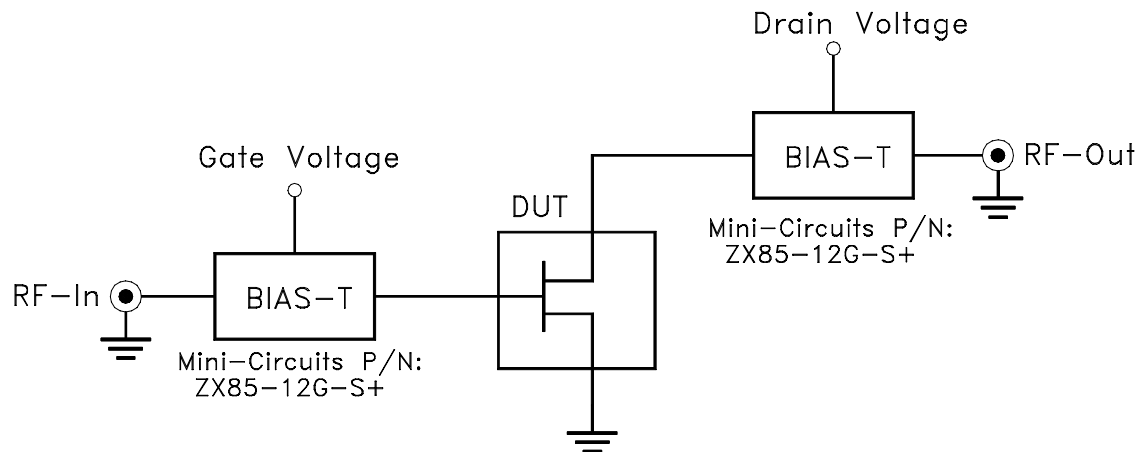 Drain Voltage
BIAS-T
RF-Out
Mini-Circuits P/N:
ZX85-12G-S+
Gate Voltage
DUT
RF-In
BIAS-T
Mini-Circuits P/N:
ZX85-12G-S+